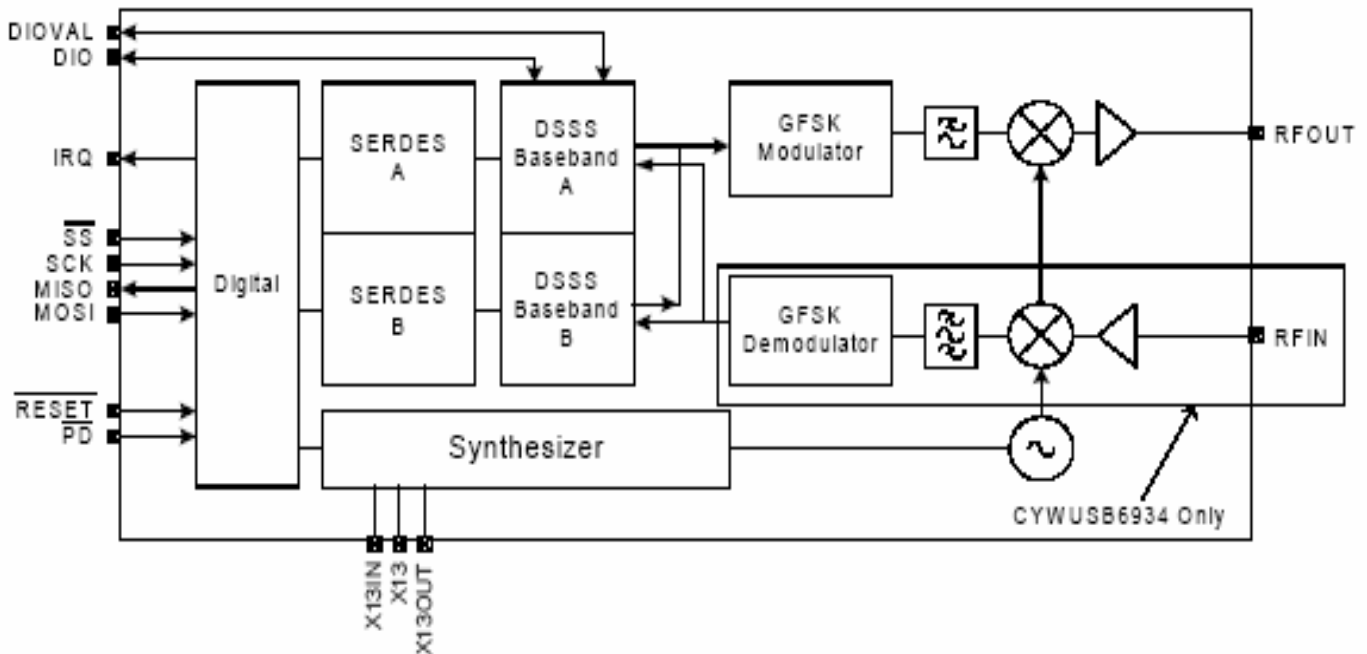 DIOVAL
DIO
IRQ
SS
SCK
MISO
MOSI
RESET
PD
Digital
SERDES
A
SERDES
B
DSSS
Baseband
A
DSSS
Baseband
B
GFSK
Modulator
GFSK
Demodulator
RFOUT
RFIN
Synthesizer
CYWUSB6934 Only
X13IN
X13
X13OUT